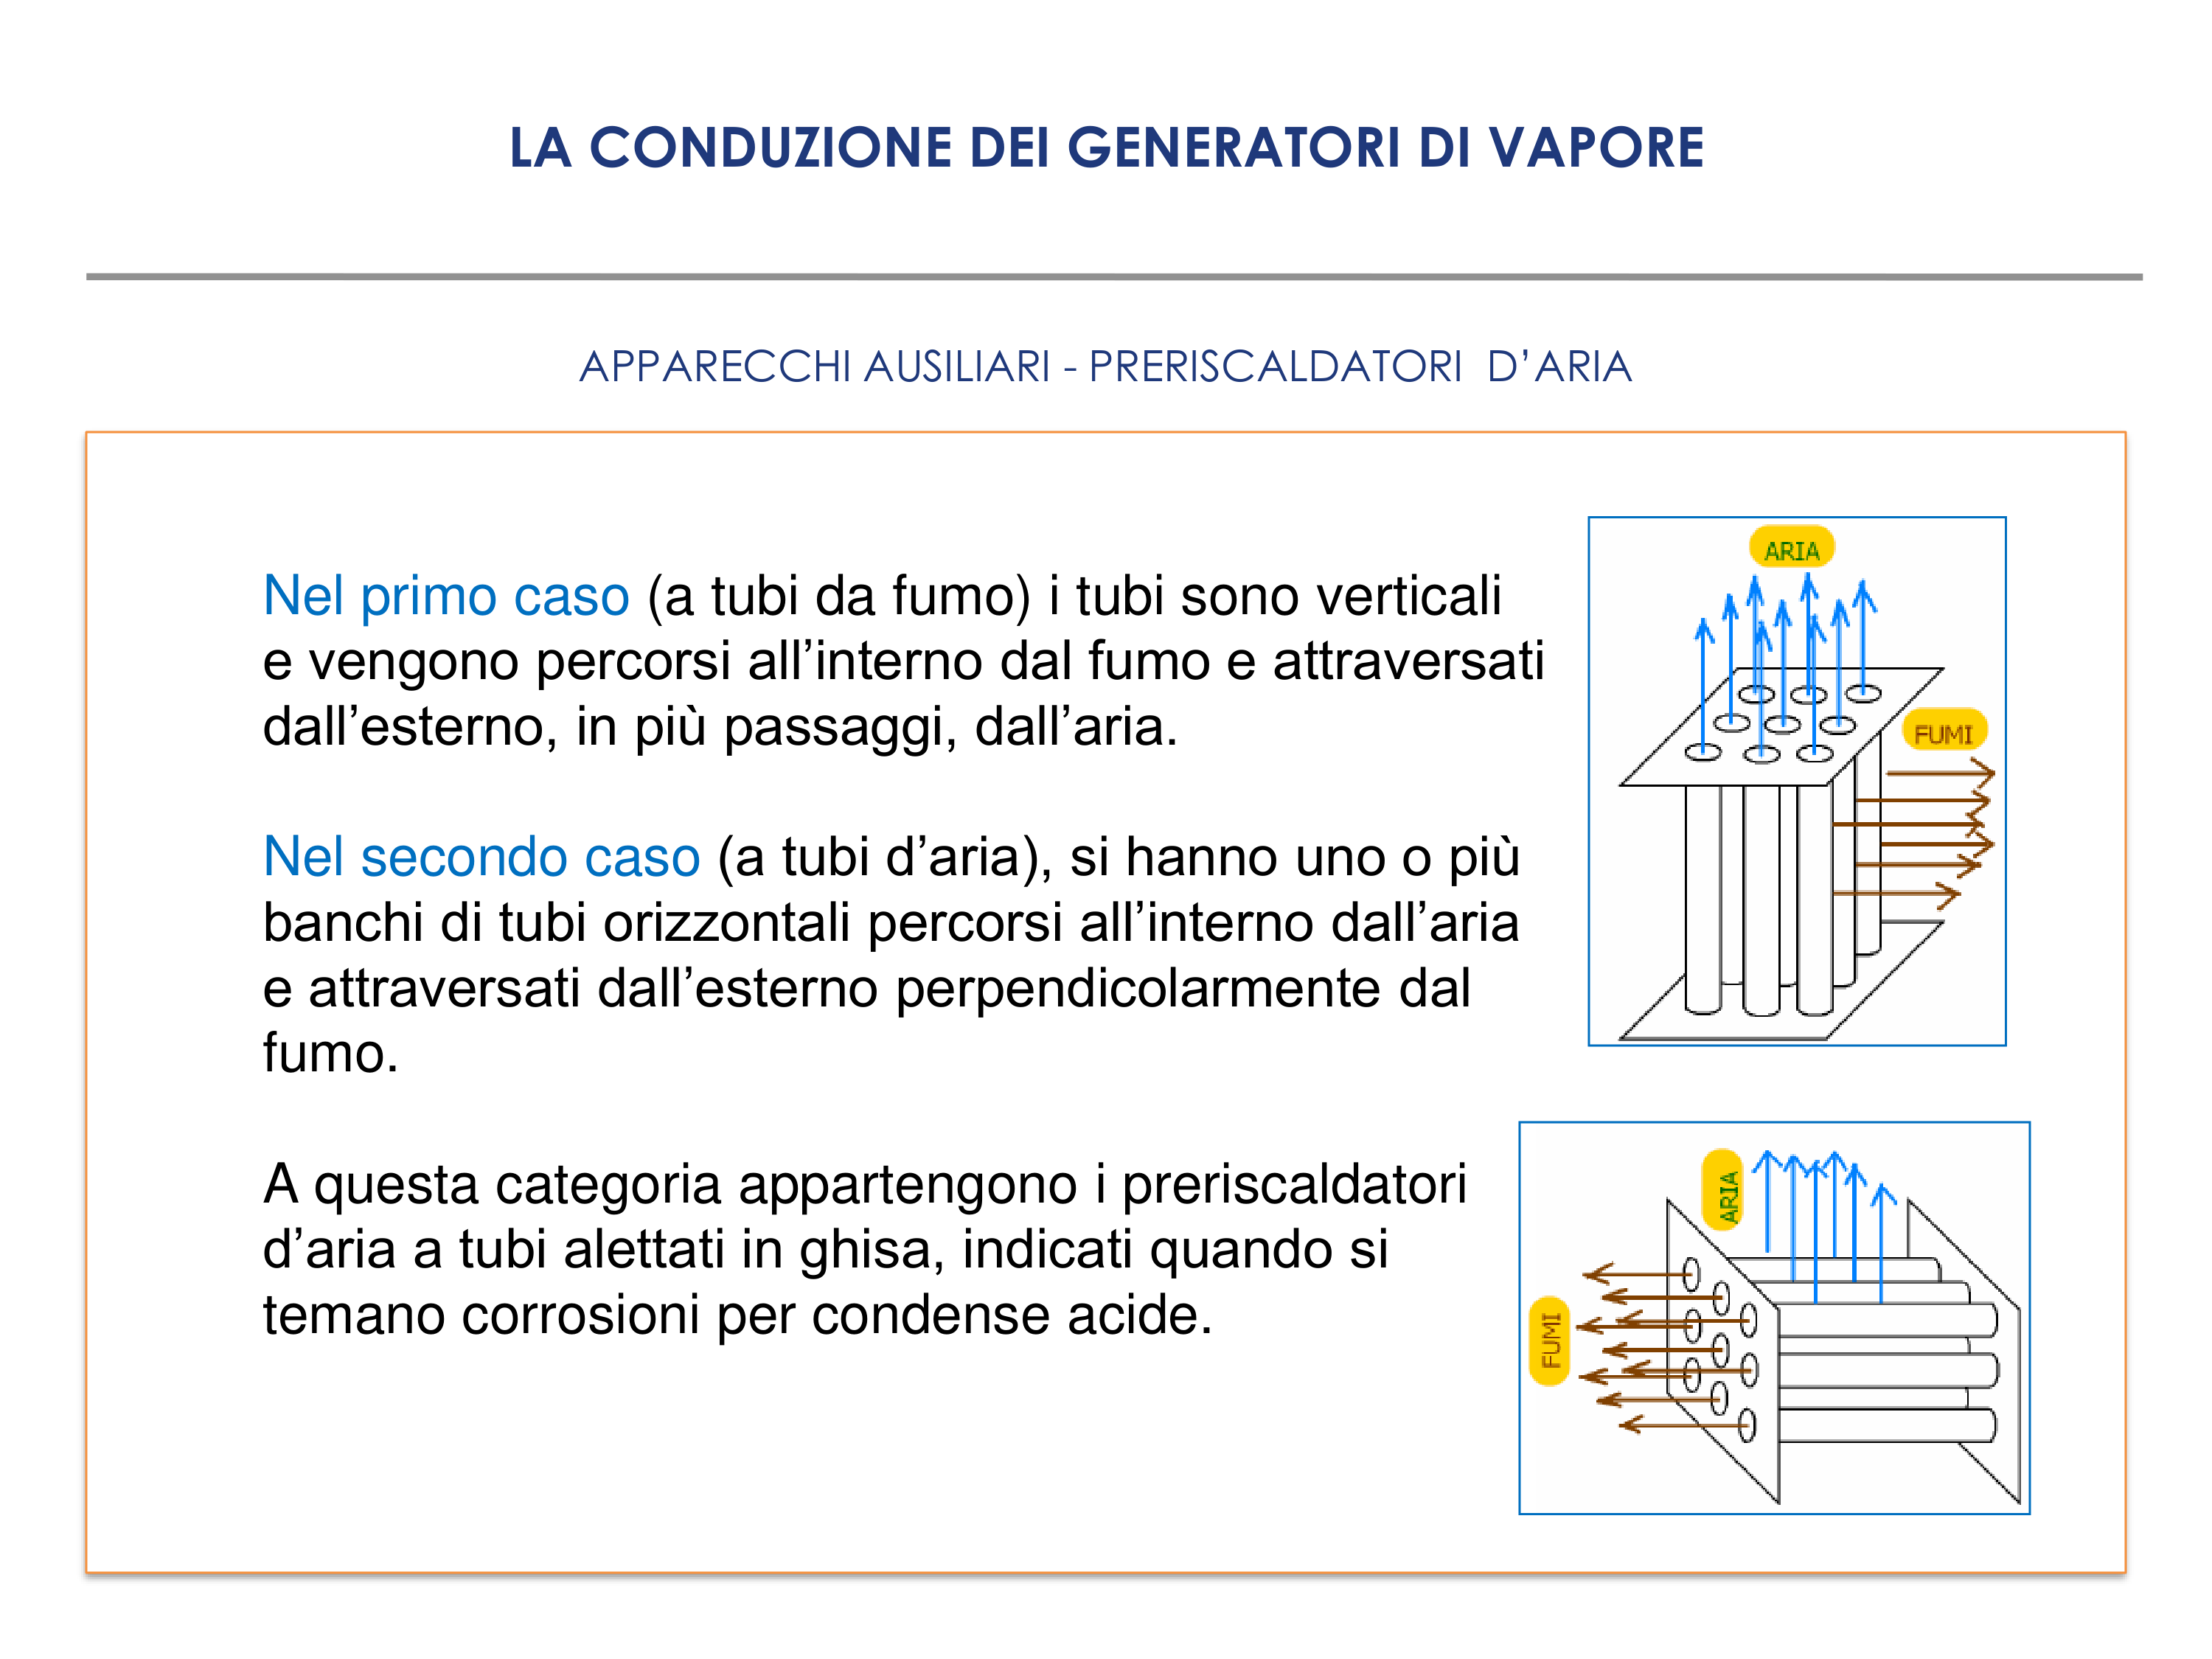 LA CONDUZIONE DEI GENERATORI DI VAPORE
APPARECCHI AUSILIARI - PRERISCALDATORI D’ARIA
Nel primo caso (a tubi da fumo) i tubi sono verticali
e vengono percorsi all’interno dal fumo e attraversati
dall’esterno, in più passaggi, dall’aria.
Nel secondo caso (a tubi d’aria), si hanno uno o più
banchi di tubi orizzontali percorsi all’interno dall’aria
e attraversati dall’esterno perpendicolarmente dal
fumo.
A questa categoria appartengono i preriscaldatori
d’aria a tubi alettati in ghisa, indicati quando si
temano corrosioni per condense acide.
ARIA
FUMI
ARIA
FUMI